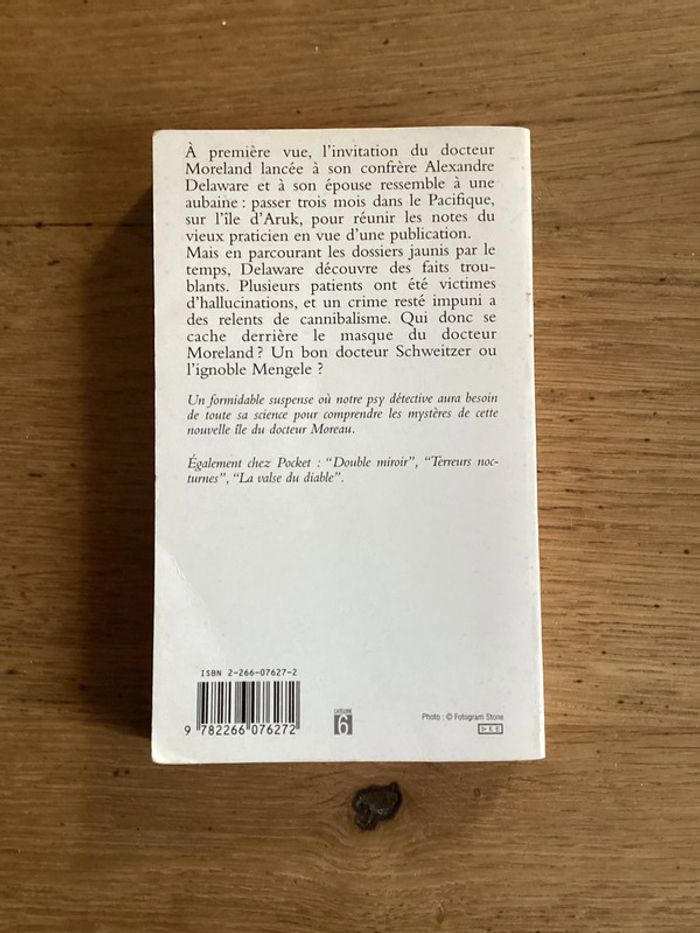 À première vue, l'invitation du docteur
Moreland lancée à son confrère Alexandre
Delaware et à son épouse ressemble à une
aubaine : passer trois mois dans le Pacifique,
sur l'île d'Aruk, pour réunir les notes du
vieux praticien en vue d'une publication.
Mais en parcourant les dossiers jaunis par le
temps, Delaware découvre des faits trou-
blants. Plusieurs patients ont été victimes
d'hallucinations, et un crime resté impuni a
des relents de cannibalisme. Qui donc se
cache derrière le masque du docteur
Moreland ? Un bon docteur Schweitzer ou
l'ignoble Mengele ?
Un formidable suspense où notre psy détective aura besoin
de toute sa science pour comprendre les mystères de cette
nouvelle île du docteur Moreau.
Également chez Pocket : "Double miroir", "Terreurs noc-
turnes", "La valse du diable".
ISBN 2-266-07627-2
9 782266 076272
CATÉGORIE
6
Photo : © Fotogram Stone